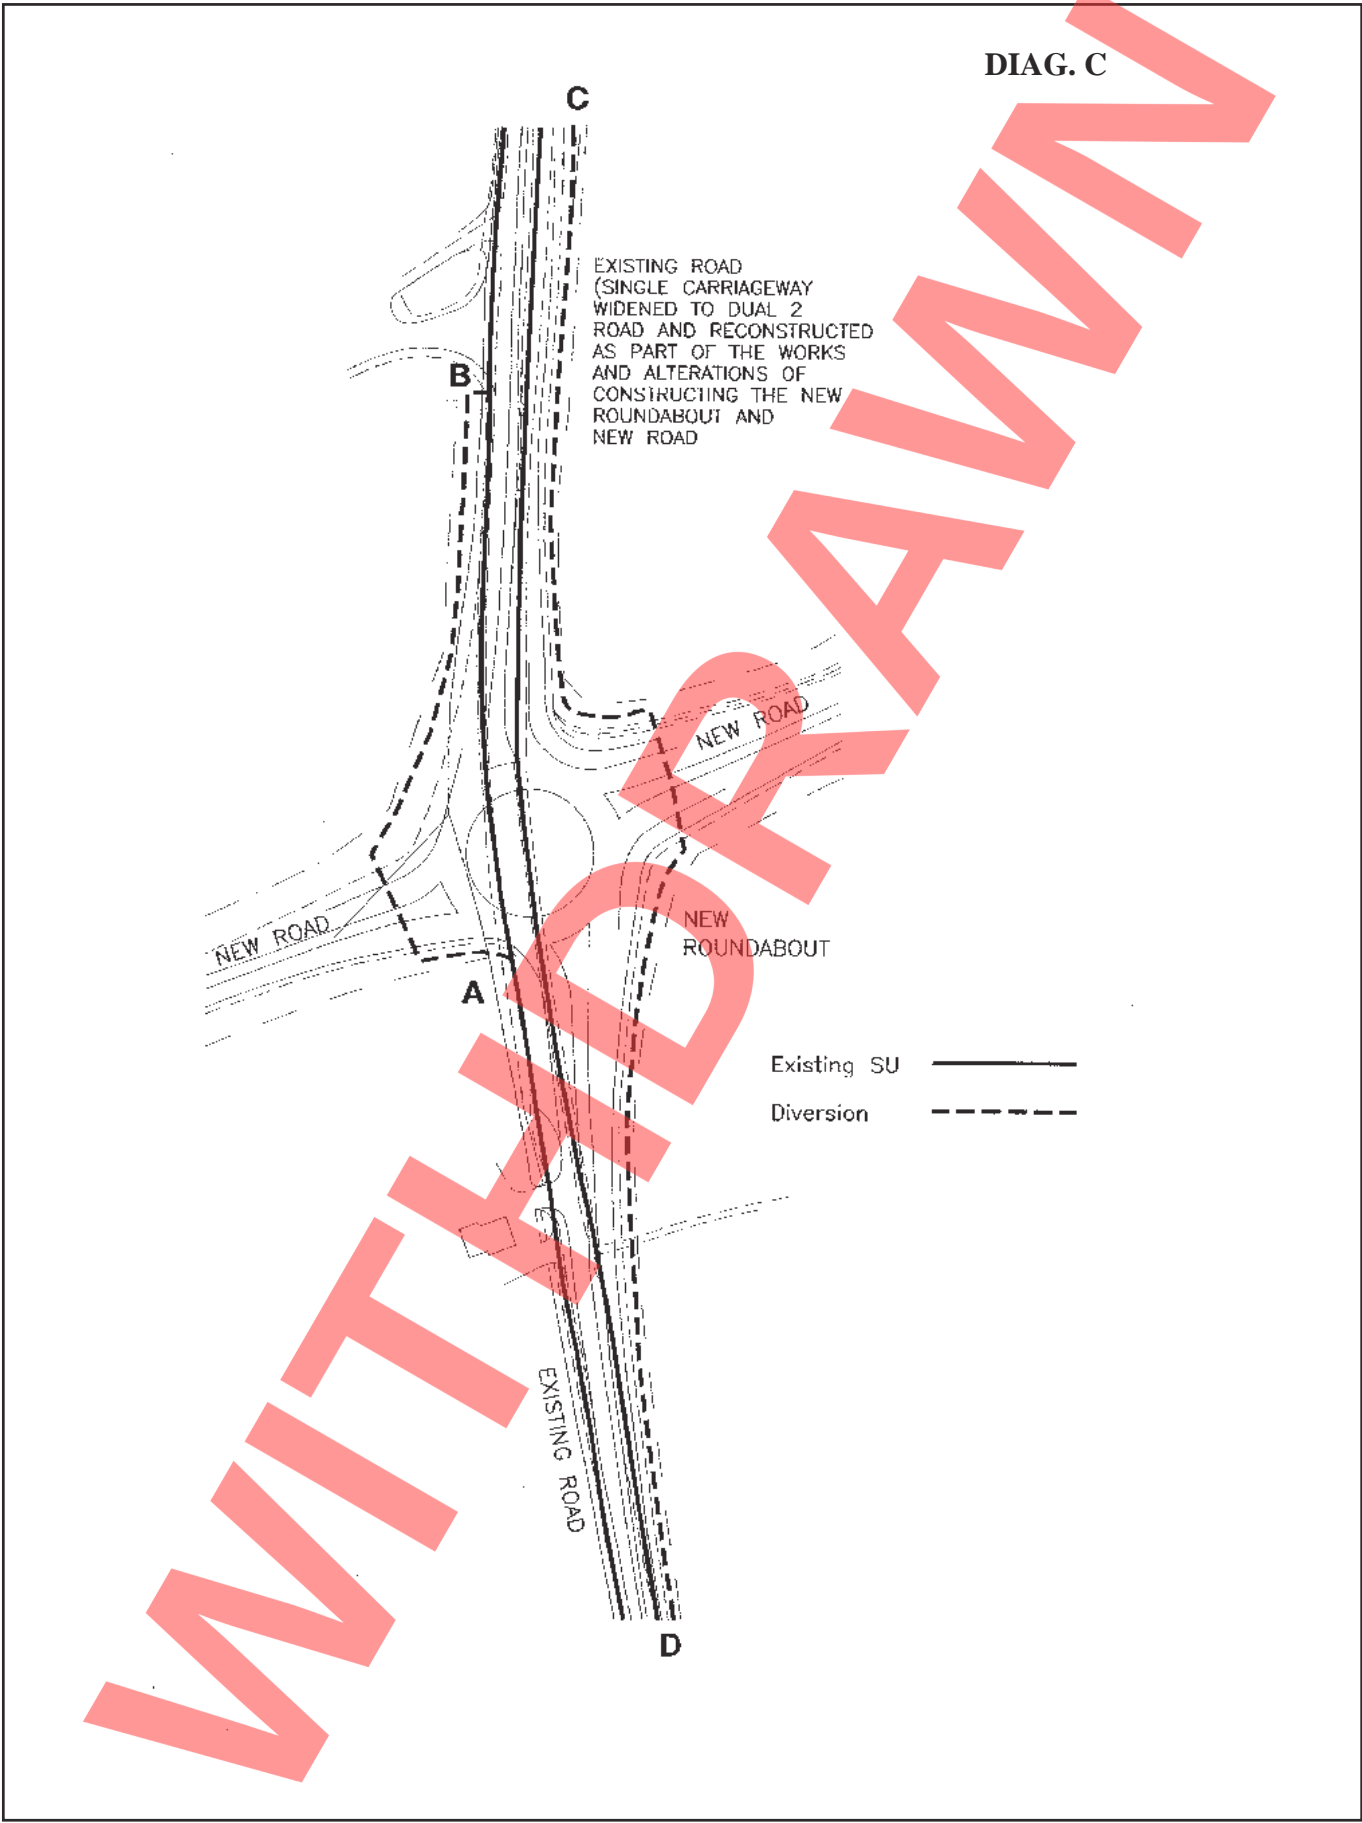 DIAG. C
C
EXISTING ROAD
(SINGLE CARRIAGEWAY
WIDENED TO DUAL 2
ROAD AND RECONSTRUCTED
AS PART OF THE WORKS
AND ALTERATIONS OF
CONSTRUCTING THE NEW
ROUNDABOUT AND
NEW ROAD
B
NEW ROAD
NEW ROAD
NEW
ROUNDABOUT
A
Existing SU
Diversion
EXISTING ROAD
D
WITHDRAWN